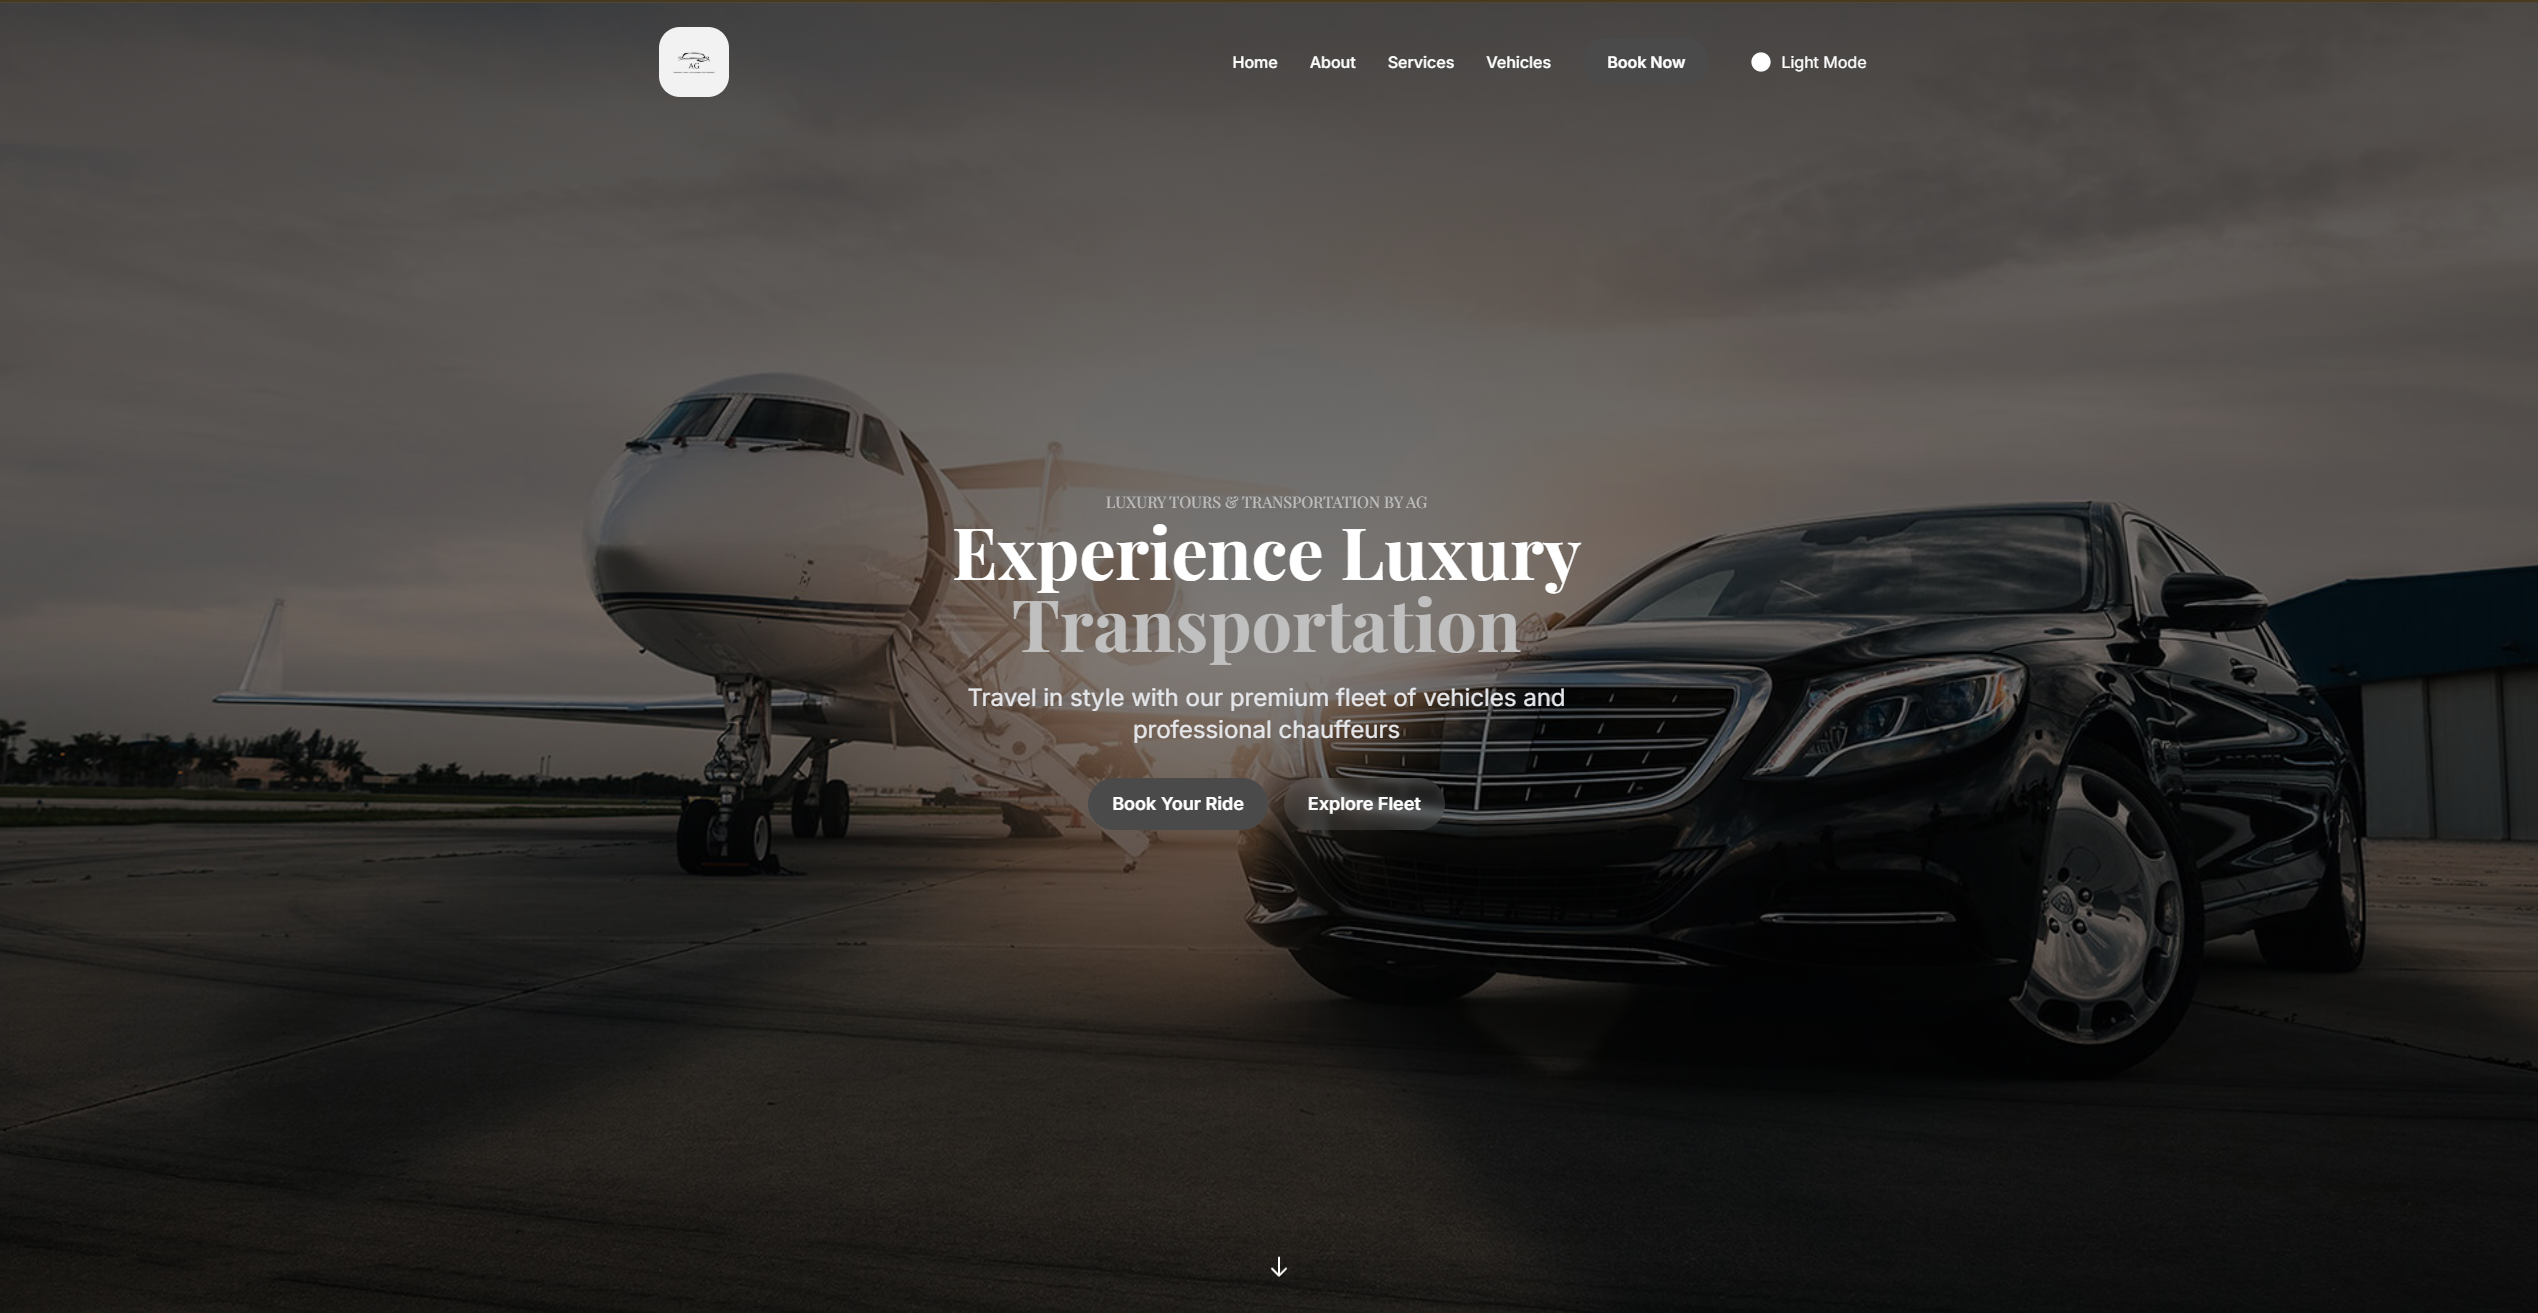 AG
Home
About
Services
Vehicles
Book Now
Light Mode
LUXURY TOURS & TRANSPORTATION BY AG
Experience Luxury
Transportation
Travel in style with our premium fleet of vehicles and
professional chauffeurs
Book Your Ride
Explore Fleet